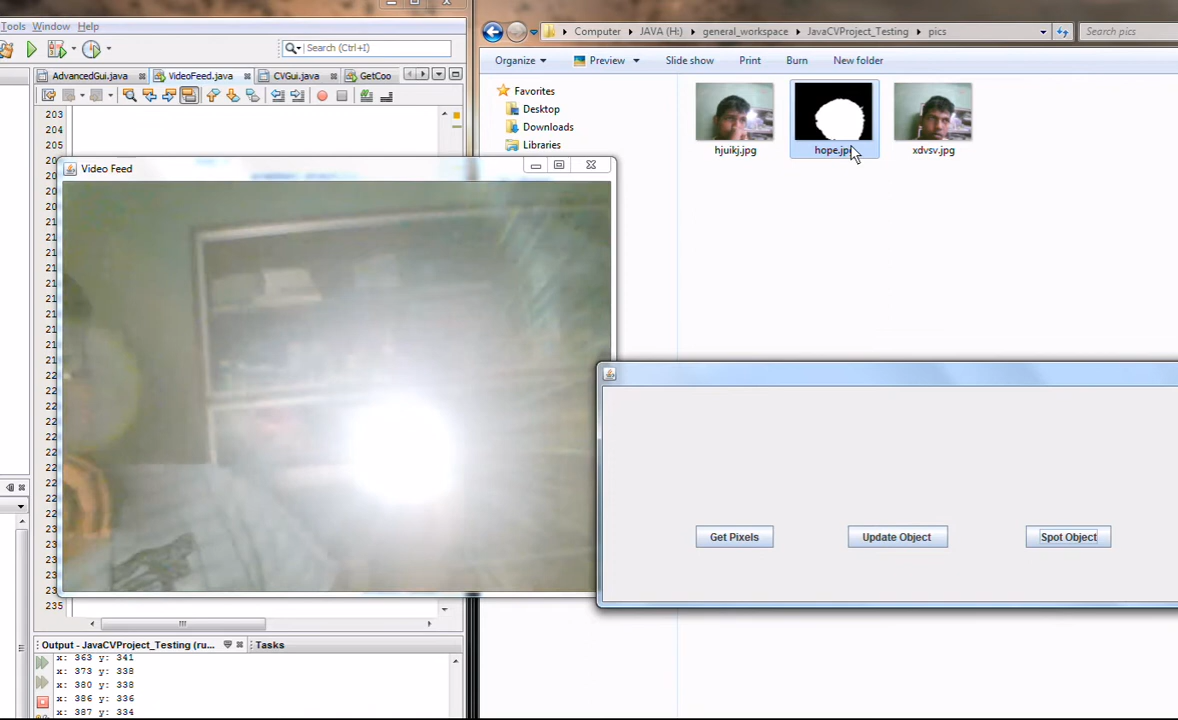 Tools Window Help
Search (Ctrl+I)
AdvancedGui.java VideoFeed.java CVGui.java GetCoo
203
204
235
Video Feed
Output - JavaCVProject_Testing (ru... Tasks
x: 363 y: 341
x: 373 y: 338
x: 380 y: 338
x: 386 y: 336
x: 387 y: 334
Computer JAVA (H:) general_workspace JavaCVProject_Testing pics
Search pics
Organize Preview Slide show Print Burn New folder
Favorites
Desktop
Downloads
Libraries
hjuikj.jpg hope.jpg xdvsv.jpg
Get Pixels Update Object Spot Object